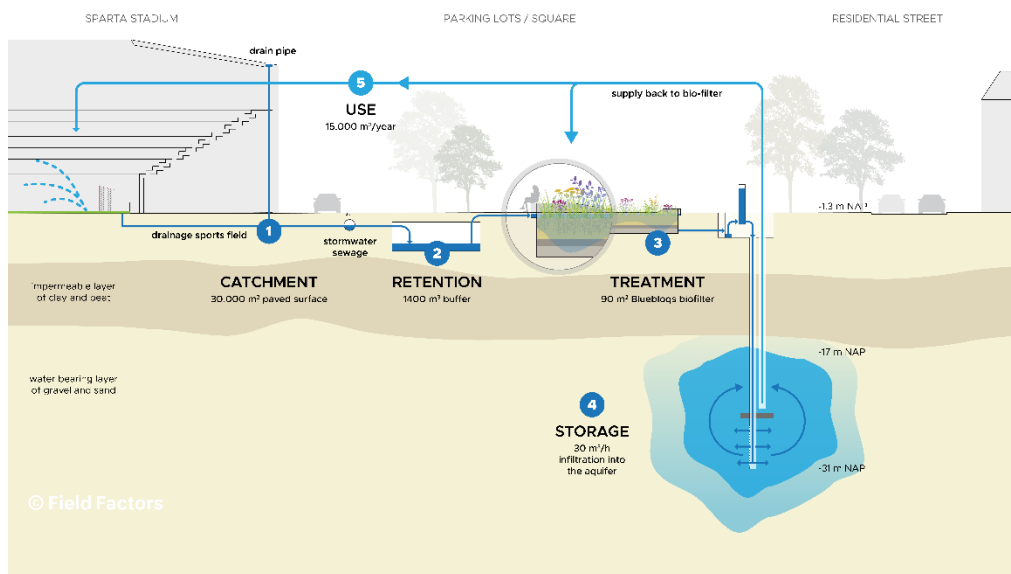 SPARTA STADIUM
PARKING LOTS / SQUARE
RESIDENTIAL STREET
drain pipe
5
USE
15.000 m³/year
supply back to bio-filter
-1.3 m NAP
drainage sports field
1
stormwater
sewage
2
3
CATCHMENT
30.000 m² paved surface
RETENTION
1400 m³ buffer
TREATMENT
90 m² Bluebloqs biofilter
impermeable layer
of clay and peat
-17 m NAP
water bearing layer
of gravel and sand
4
STORAGE
30 m³/h
infiltration into
the aquifer
-31 m NAP
© Field Factors